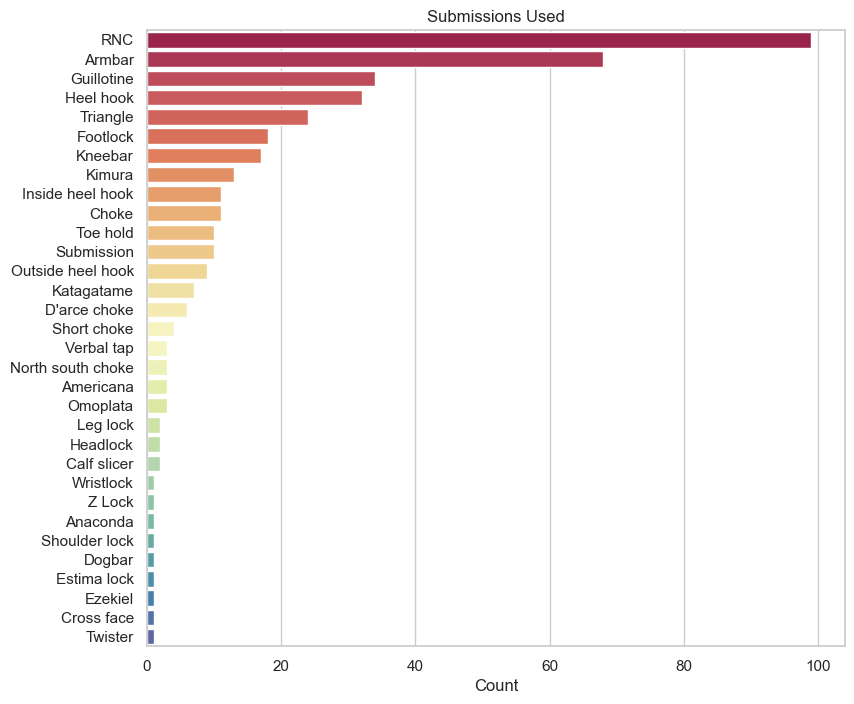 Submissions Used
RNC
Armbar
Guillotine
Heel hook
Triangle
Footlock
Kneebar
Kimura
Inside heel hook
Choke
Toe hold
Submission
Outside heel hook
Katagatame
D'arce choke
Short choke
Verbal tap
North south choke
Americana
Omoplata
Leg lock
Headlock
Calf slicer
Wristlock
Z Lock
Anaconda
Shoulder lock
Dogbar
Estima lock
Ezekiel
Cross face
Twister
0 20 40 60 80 100
Count